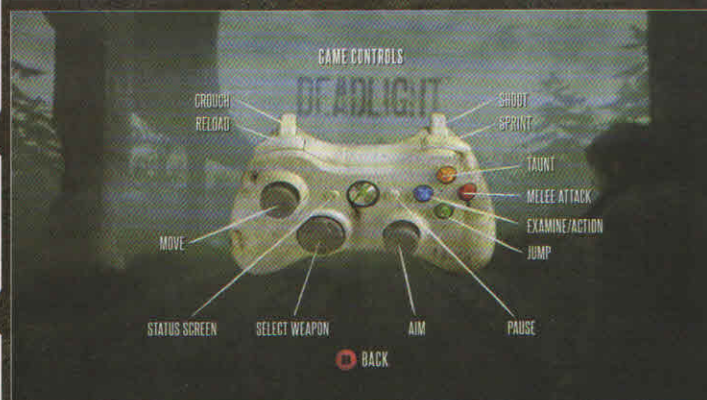 GAME CONTROLS
DEADLIGHT
CROUCH
SHOOT
RELOAD
SPRINT
TAUNT
MELEE ATTACK
EXAMINE/ACTION
MOVE
JUMP
STATUS SCREEN
SELECT WEAPON
AIM
PAUSE
B BACK